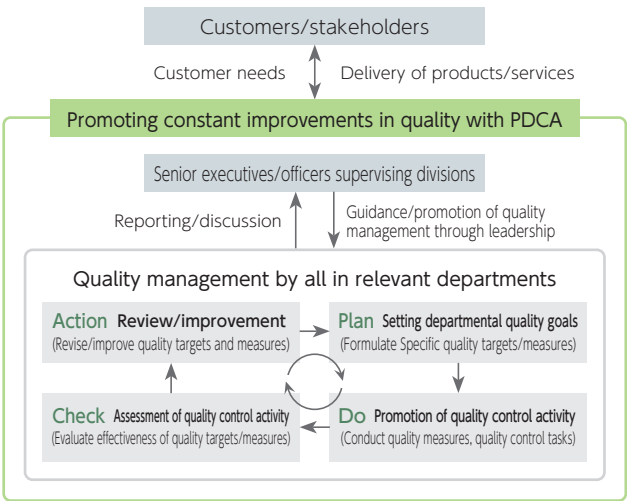 Customers/stakeholders
Customer needs
Delivery of products/services
Promoting constant improvements in quality with PDCA
Senior executives/officers supervising divisions
Reporting/discussion
Guidance/promotion of quality
management through leadership
Quality management by all in relevant departments
Action Review/improvement
(Revise/improve quality targets and measures)
Plan Setting departmental quality goals
(Formulate Specific quality targets/measures)
Check Assessment of quality control activity
(Evaluate effectiveness of quality targets/measures)
Do Promotion of quality control activity
(Conduct quality measures, quality control tasks)